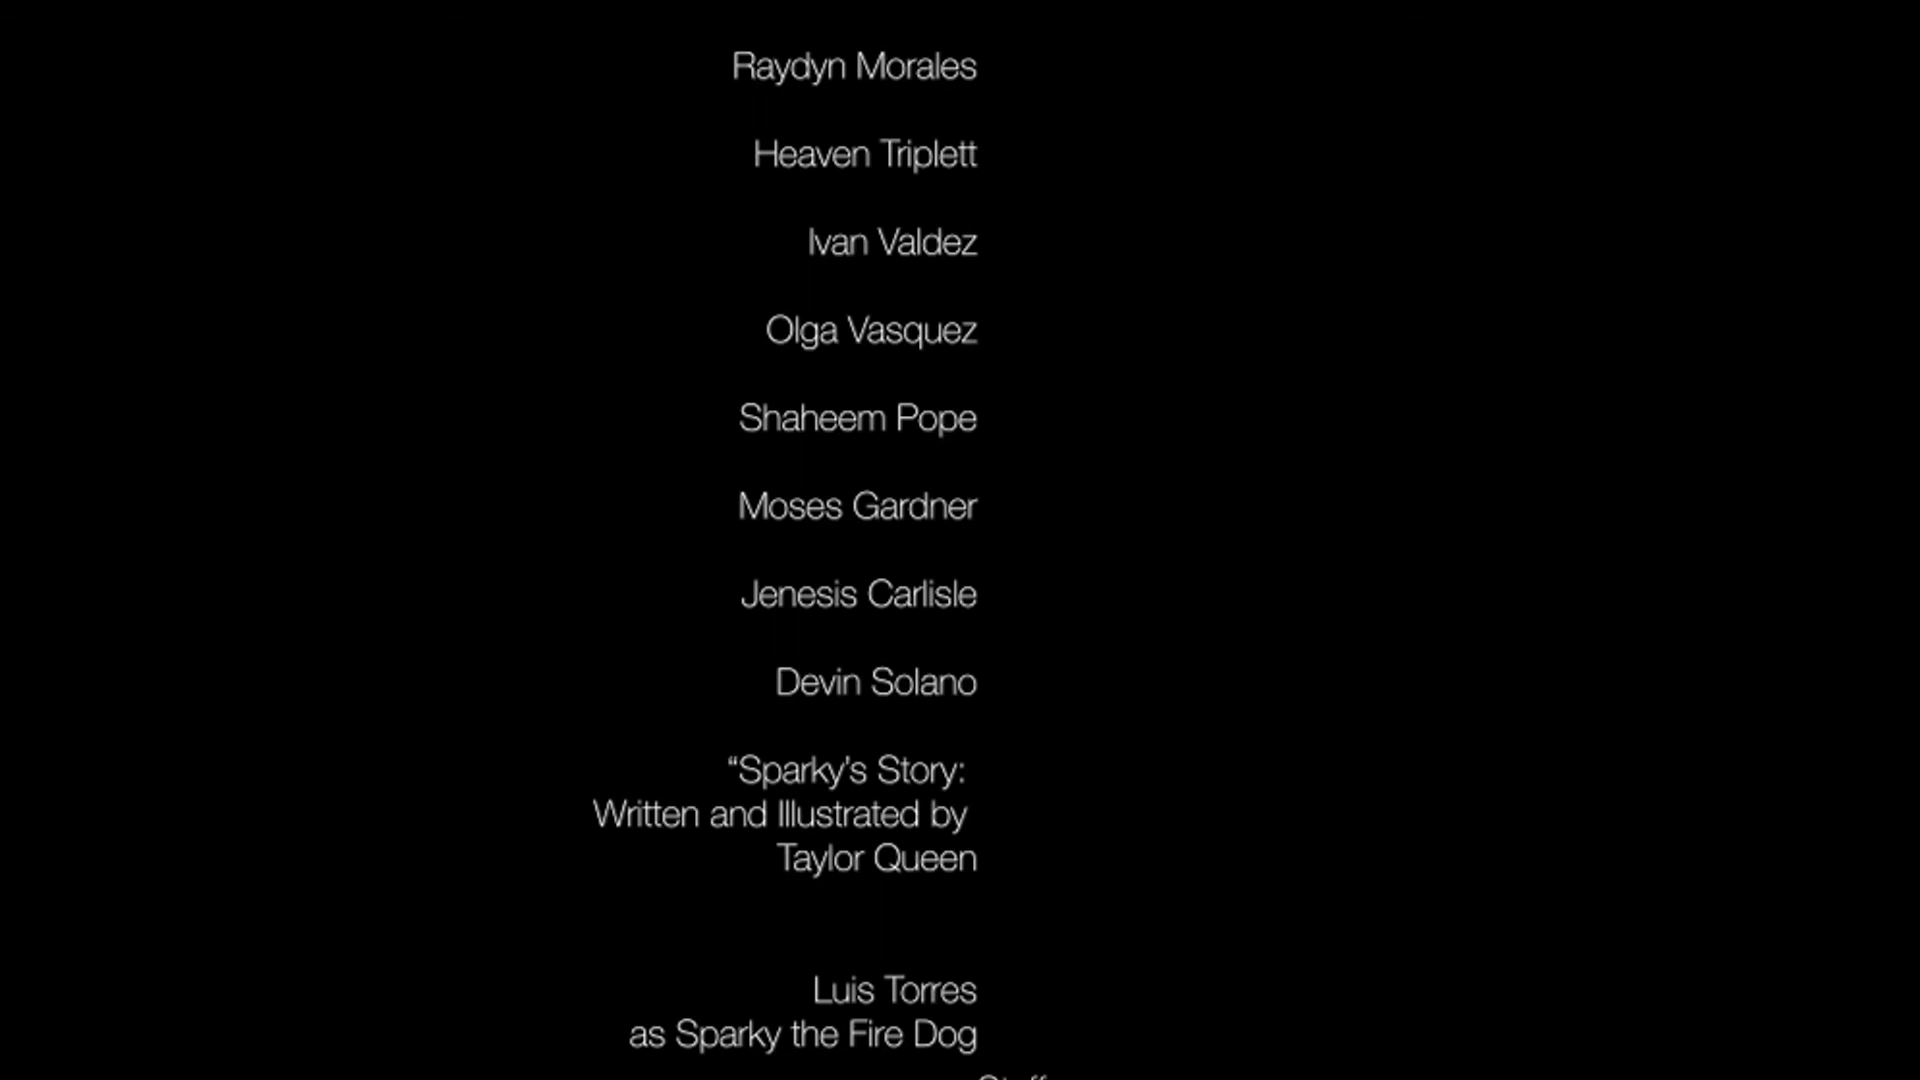 Raydyn Morales
Heaven Triplett
Ivan Valdez
Olga Vasquez
Shaheem Pope
Moses Gardner
Jenesis Carlisle
Devin Solano
“Sparky’s Story:
Written and Illustrated by
Taylor Queen
Luis Torres
as Sparky the Fire Dog